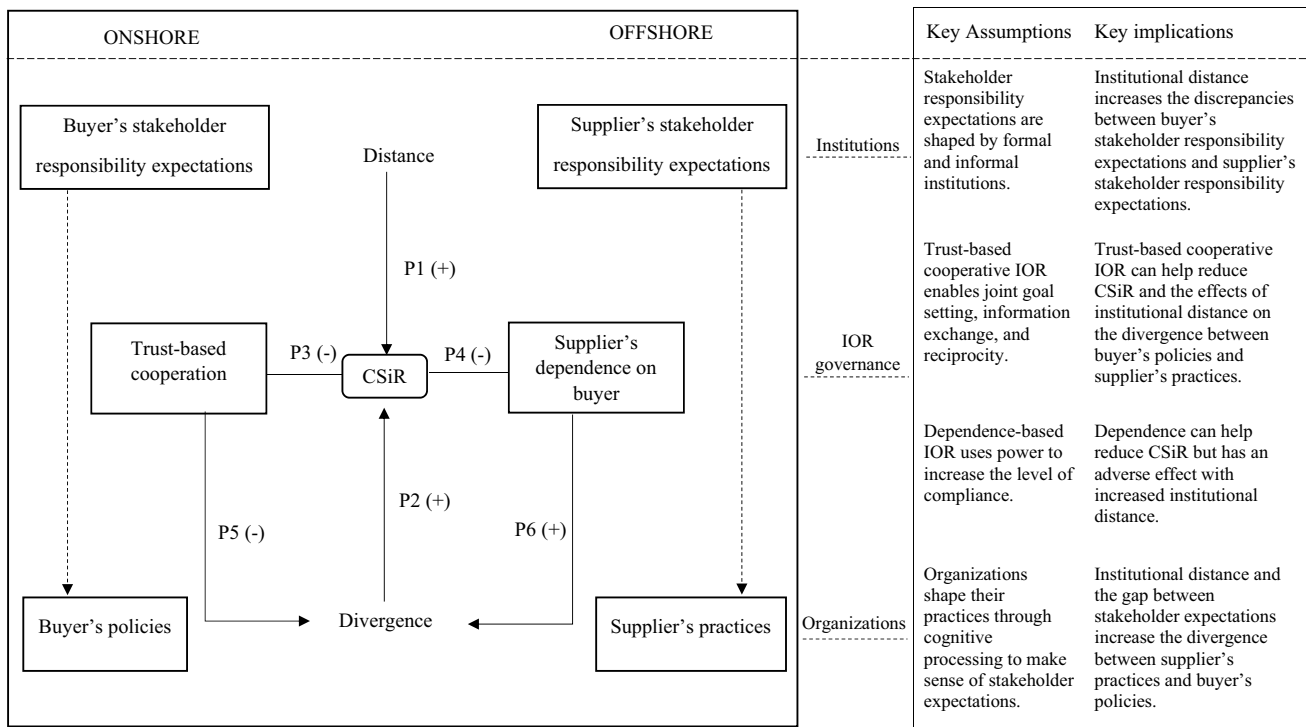 ONSHORE
OFFSHORE
Buyer's stakeholder
responsibility expectations
Distance
Supplier's stakeholder
responsibility expectations
P1 (+)
Trust-based
cooperation
P3 (-)
CSiR
P4 (-)
Supplier's
dependence on
buyer
P5 (-)
P2 (+)
P6 (+)
Buyer's policies
Divergence
Supplier's practices
Institutions
IOR
governance
Organizations
Key Assumptions
Key implications
Stakeholder
responsibility
expectations are
shaped by formal
and informal
institutions.
Institutional distance
increases the discrepancies
between buyer's
stakeholder responsibility
expectations and supplier's
stakeholder responsibility
expectations.
Trust-based
cooperative IOR
enables joint goal
setting, information
exchange, and
reciprocity.
Trust-based cooperative
IOR can help reduce
CSiR and the effects of
institutional distance on
the divergence between
buyer's policies and
supplier's practices.
Dependence-based
IOR uses power to
increase the level of
compliance.
Dependence can help
reduce CSiR but has an
adverse effect with
increased institutional
distance.
Organizations
shape their
practices through
cognitive
processing to make
sense of stakeholder
expectations.
Institutional distance and
the gap between
stakeholder expectations
increase the divergence
between supplier's
practices and buyer's
policies.